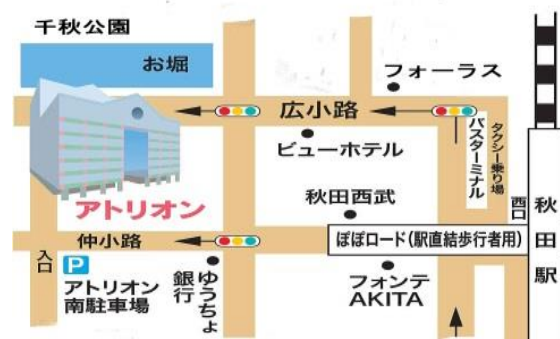 千秋公園
お堀
フォーラス
広小路
ビューホテル
タクシー乗り場
バスターミナル
秋田西武
アトリオン
西口
秋田駅
仲小路
ぽぽロード(駅直結歩行者用)
入口
P
アトリオン
南駐車場
ゆうちょ
銀行
フォンテ
AKITA